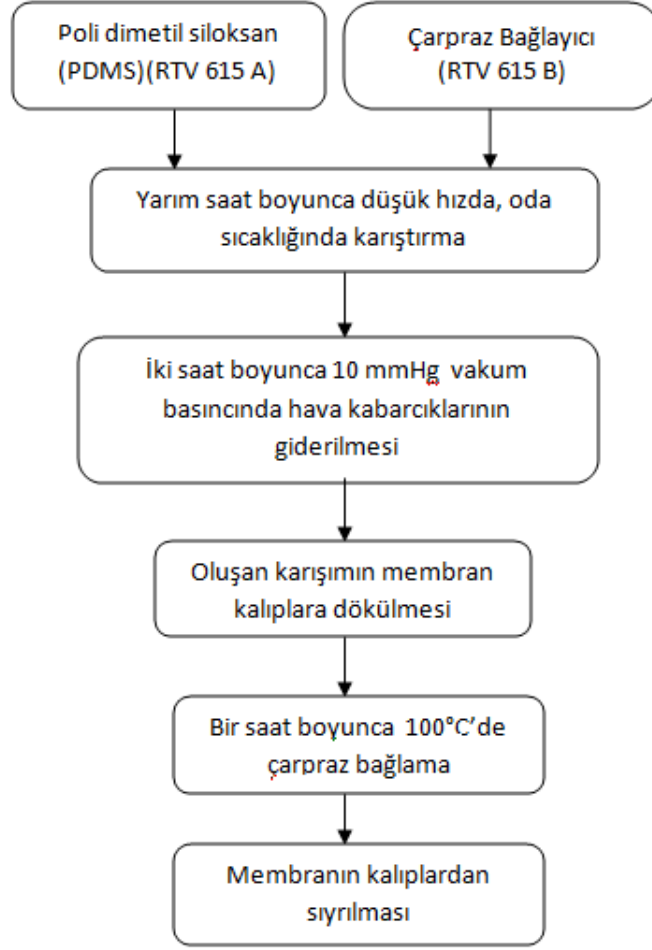 Poli dimetil siloksan
(PDMS)(RTV 615 A)
Çarpraz Bağlayıcı
(RTV 615 B)
Yarım saat boyunca düşük hızda, oda
sıcaklığında karıştırma
İki saat boyunca 10 mmHg vakum
basıncında hava kabarcıklarının
giderilmesi
Oluşan karışımın membran
kalıplara dökülmesi
Bir saat boyunca 100°C’de
çarpraz bağlama
Membranın kalıplardan
sıyrılması